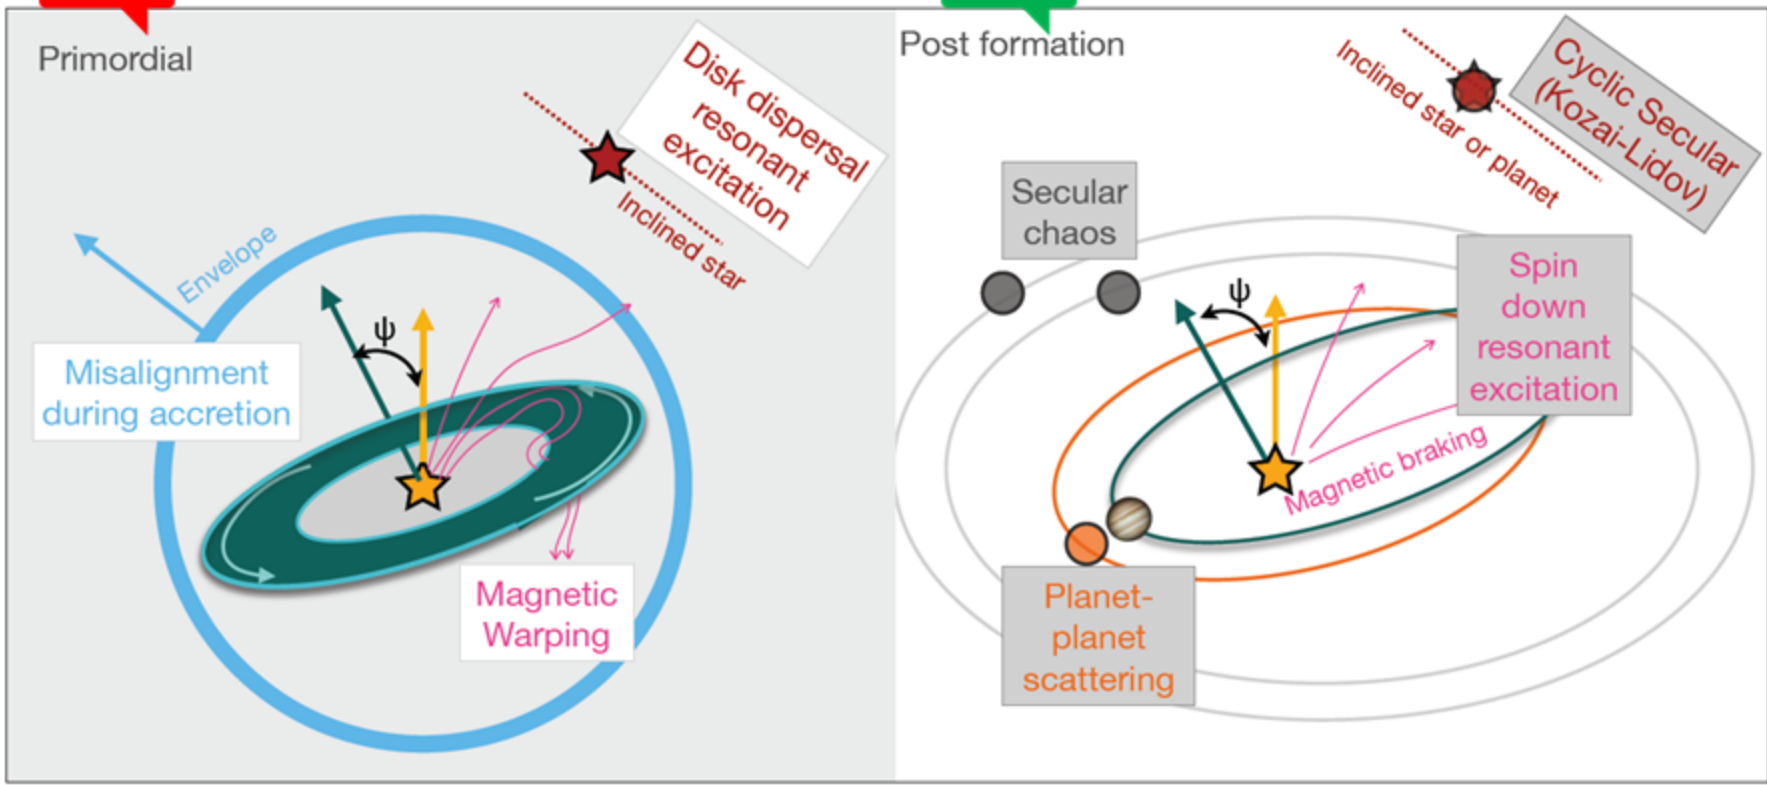 Primordial
Disk dispersal
resonant
excitation
Inclined star
Envelope
ψ
Misalignment
during accretion
Magnetic
Warping
Post formation
Cyclic Secular
(Kozai-Lidov)
Inclined star or planet
Secular
chaos
ψ
Spin
down
resonant
excitation
Magnetic braking
Planet-
planet
scattering